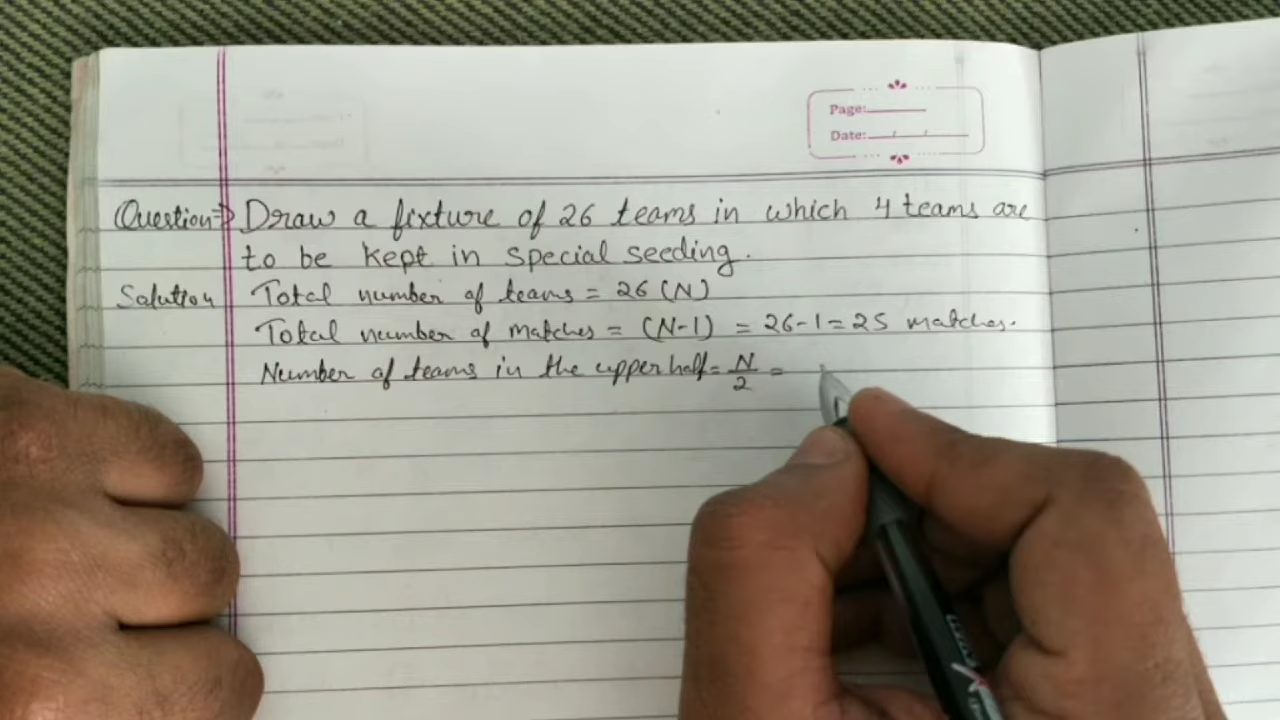 Page:
Date:
Question⇒ Draw a fixture of 26 teams in which 4 teams are
to be kept in special seeding.
Solution Total number of teams = 26 (N)
Total number of matches = (N-1) = 26-1 = 25 matches.
Number of teams in the upper half = N/2 =